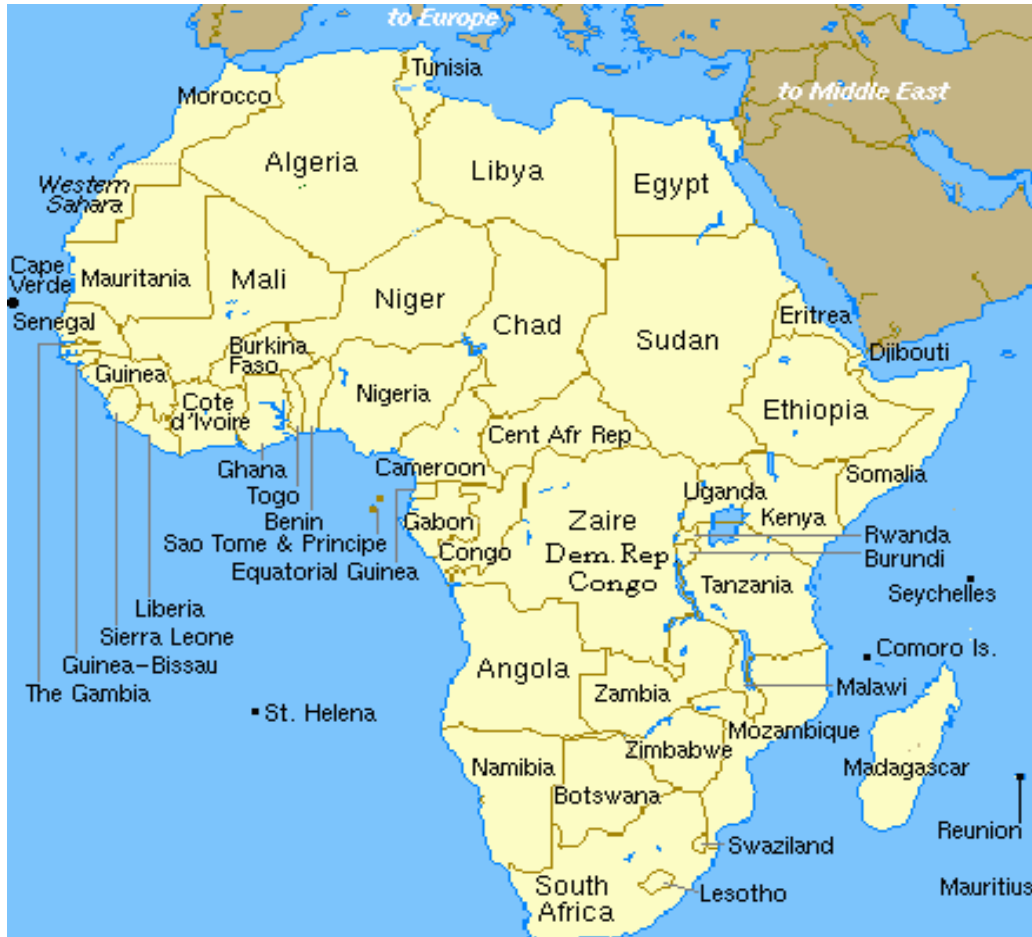 to Europe
Tunisia
Morocco
to Middle East
Algeria
Libya
Egypt
Western
Sahara
Cape
Verde
Mauritania
Mali
Niger
Chad
Sudan
Eritrea
Senegal
Djibouti
Burkina
Faso
Guinea
Nigeria
Cote
d'Ivoire
Ethiopia
Cent Afr Rep
Ghana
Cameroon
Somalia
Togo
Uganda
Benin
Gabon
Zaire
Kenya
Sao Tome & Principe
Rwanda
Congo
Dem. Rep
Congo
Burundi
Equatorial Guinea
Tanzania
Seychelles
Liberia
Sierra Leone
Guinea-Bissau
The Gambia
Comoro Is.
Angola
Malawi
Zambia
St. Helena
Mozambique
Zimbabwe
Namibia
Madagascar
Botswana
Reunion
Swaziland
South
Africa
Lesotho
Mauritius